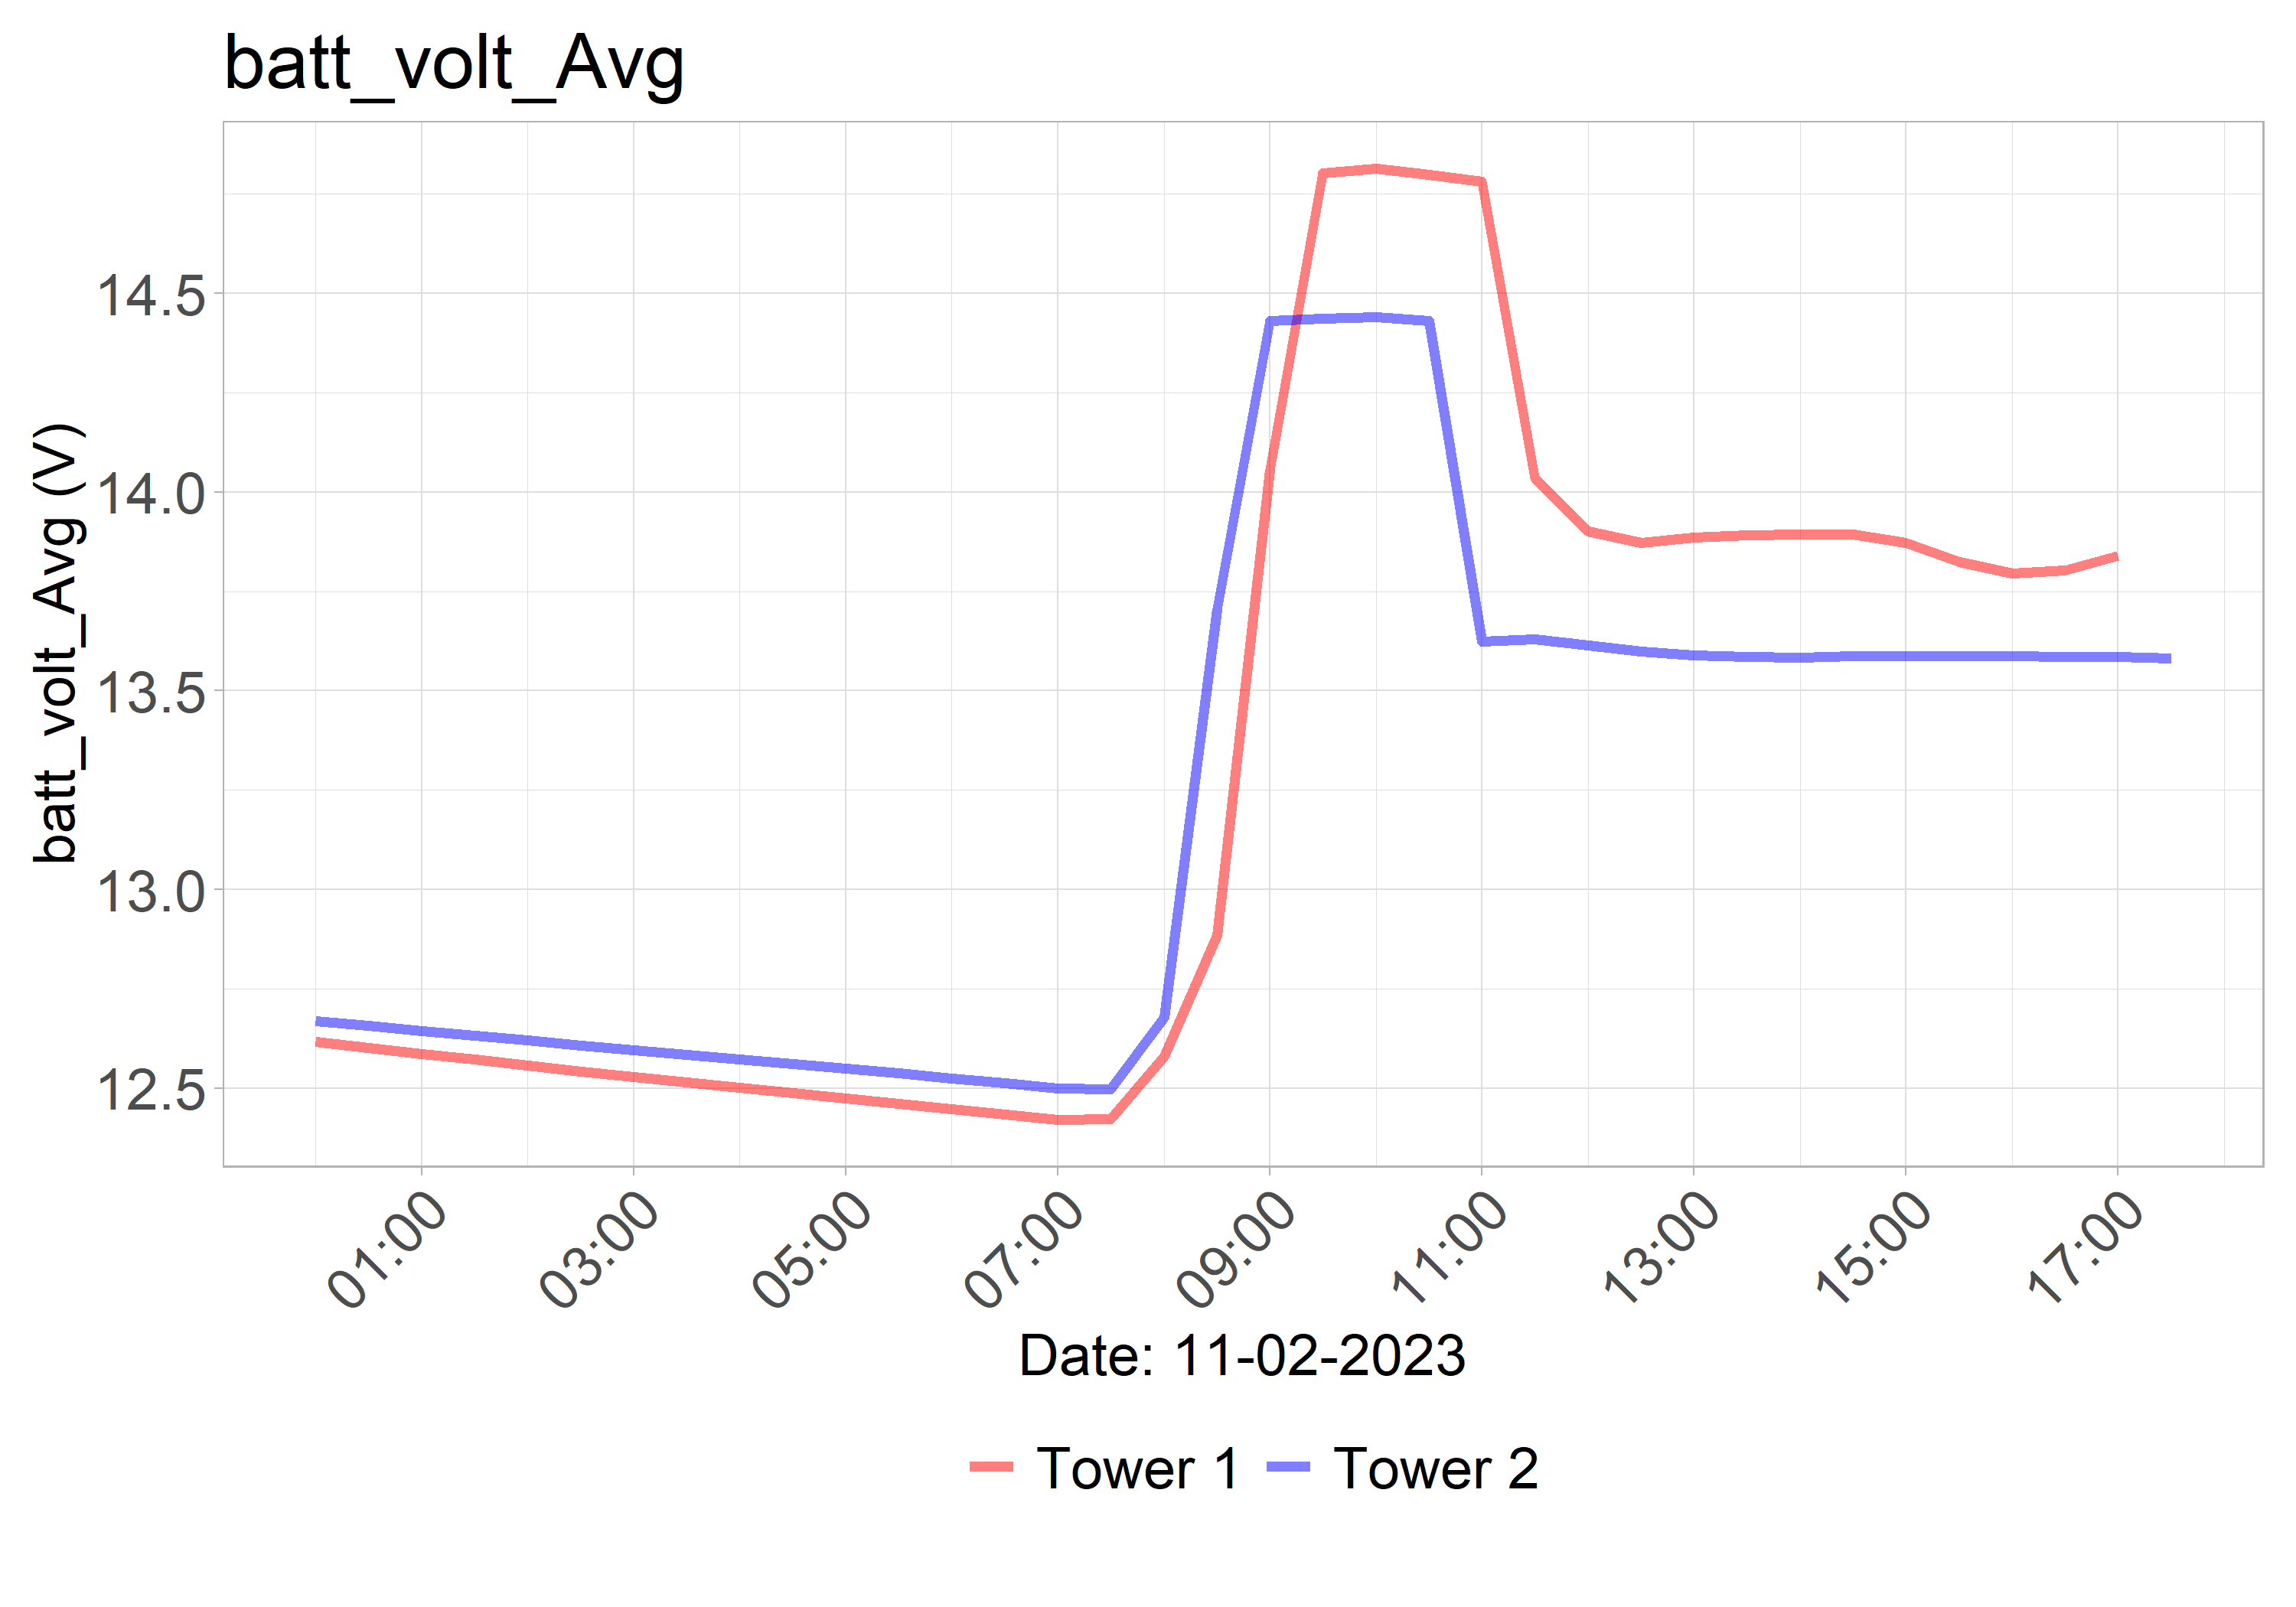 batt_volt_Avg
batt_volt_Avg (V)
14.5
14.0
13.5
13.0
12.5
01:00 03:00 05:00 07:00 09:00 11:00 13:00 15:00 17:00
Date: 11-02-2023
Tower 1 Tower 2